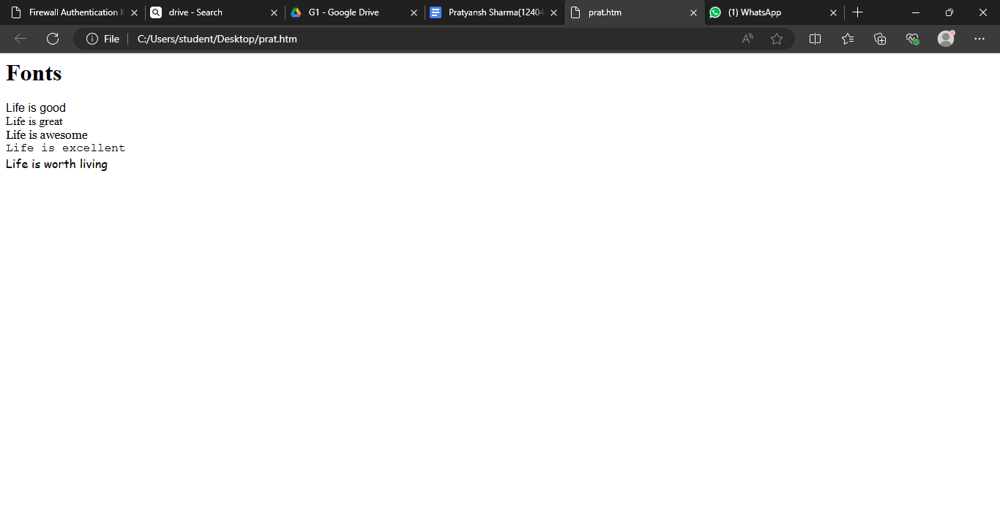 Firewall Authentication
drive - Search
G1 - Google Drive
Pratyansh Sharma(1240
prat.htm
(1) WhatsApp
File
C:/Users/student/Desktop/prat.htm
Fonts
Life is good
Life is great
Life is awesome
Life is excellent
Life is worth living